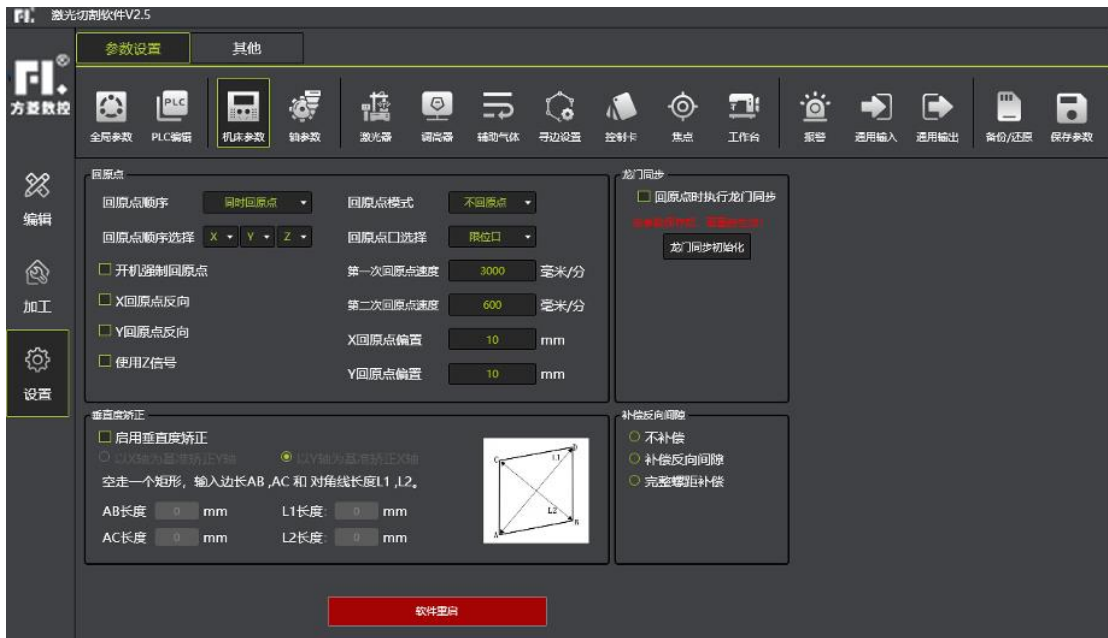 FL. 激光切割软件V2.5
FL.®
方菱数控
参数设置 其他
全局参数 PLC编辑 机床参数 轴参数 激光器 调高器 辅助气体 寻边设置 控制卡 焦点 工作台 报警 通用输入 通用输出 备份/还原 保存参数
PLC
编辑
加工
设置
回原点
回原点顺序 同时回原点 回原点模式 不回原点
回原点顺序选择 X Y Z 回原点口选择 限位口
开机强制回原点 第一次回原点速度 3000 毫米/分
X回原点反向 第二次回原点速度 600 毫米/分
Y回原点反向 X回原点偏置 10 mm
使用Z信号 Y回原点偏置 10 mm
龙门同步
回原点时执行龙门同步
龙门同步初始化
垂直度矫正
启用垂直度矫正
以X轴为基准矫正Y轴 以Y轴为基准矫正X轴
空走一个矩形，输入边长AB ,AC 和 对角线长度L1 ,L2。
AB长度 0 mm L1长度: 0 mm
AC长度 0 mm L2长度: 0 mm
C D L1 L2 A B
补偿反向间隙
不补偿
补偿反向间隙
完整螺距补偿
软件重启